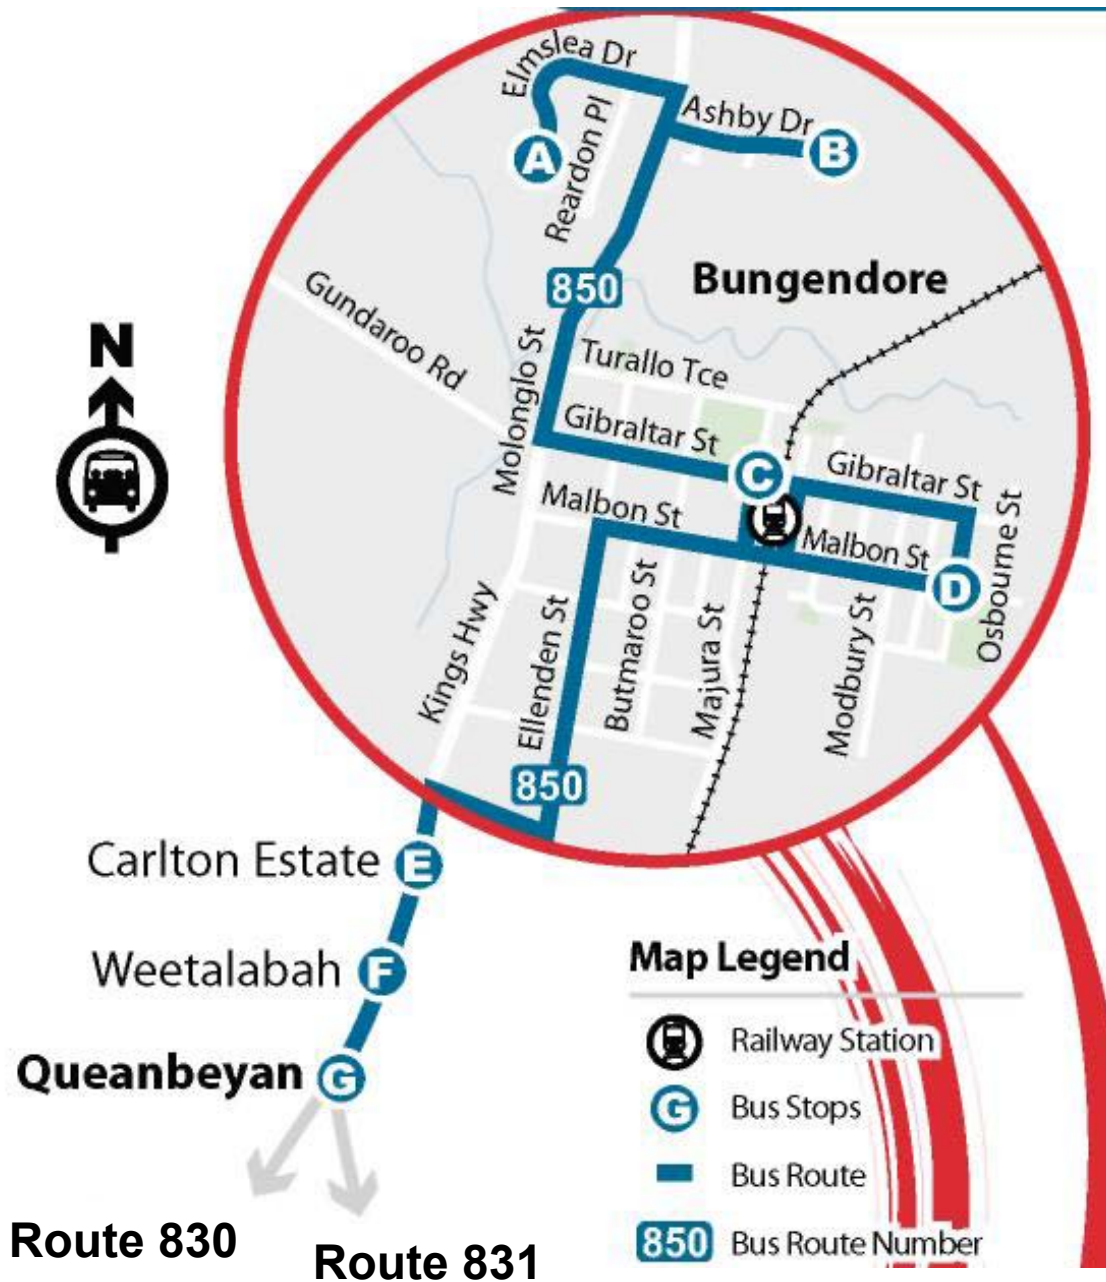 Elmslea Dr
Ashby Dr
A
B
Reardon Pl
850
Bungendore
N
Gundaroo Rd
Molonglo St
Turallo Tce
Gibraltar St
C
Gibraltar St
Malbon St
Malbon St
D
Osbourne St
Kings Hwy
Ellenden St
Butmaroo St
Majura St
Modbury St
850
Carlton Estate E
Weetalabah F
Queanbeyan G
Route 830
Route 831
Map Legend
Railway Station
G Bus Stops
Bus Route
850 Bus Route Number